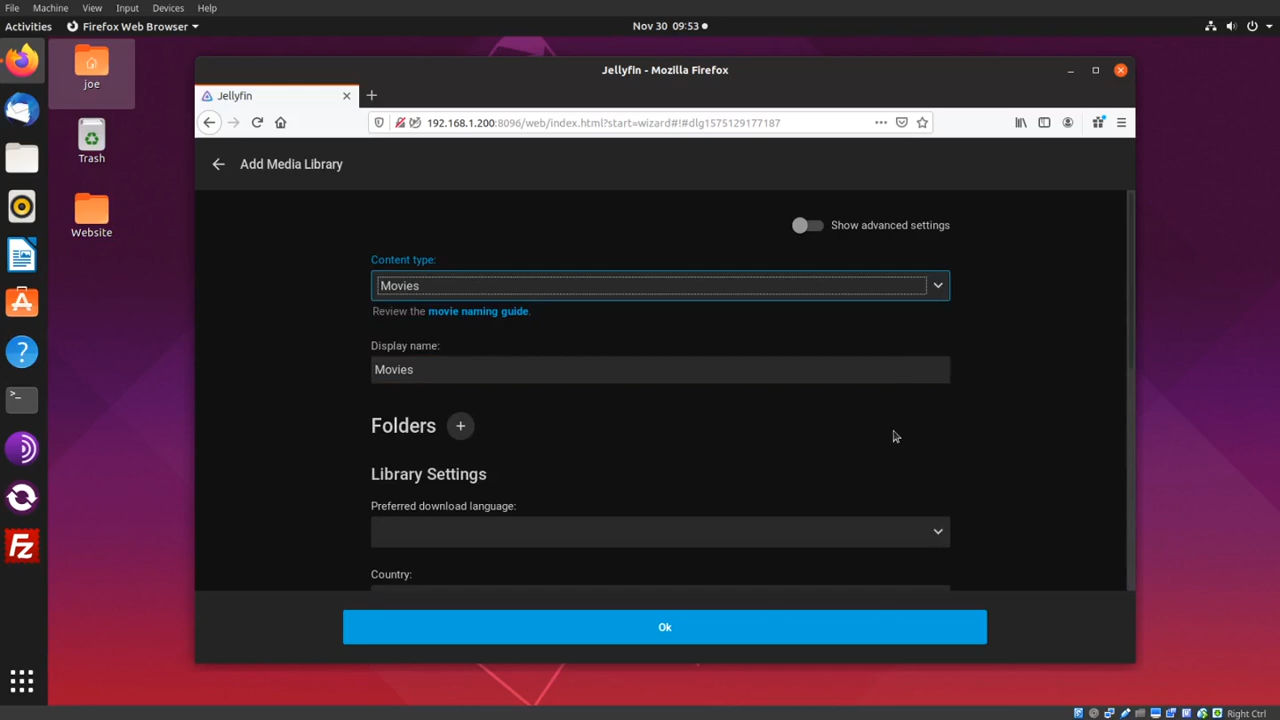 File Machine View Input Devices Help
Activities Firefox Web Browser Nov 30 09:53
joe
Trash
Website
Jellyfin - Mozilla Firefox
Jellyfin
192.168.1.200:8096/web/index.html?start=wizard#!#dlg1575129177187
Add Media Library
Show advanced settings
Content type:
Movies
Review the movie naming guide.
Display name:
Movies
Folders
Library Settings
Preferred download language:
Country:
Ok
Right Ctrl